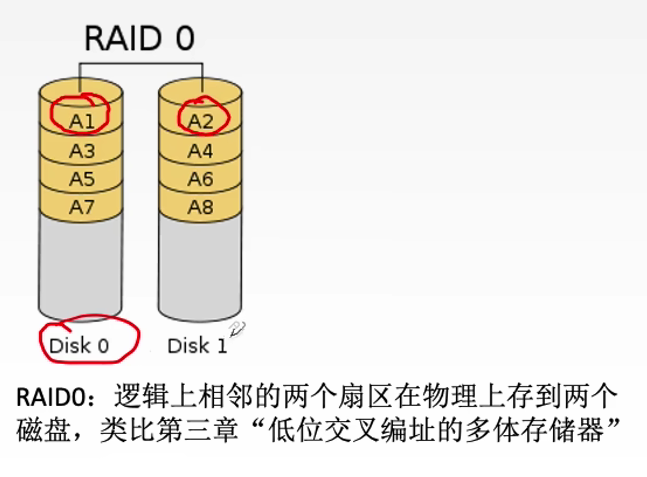 RAID 0
A1
A2
A3
A4
A5
A6
A7
A8
Disk 0
Disk 1
RAID0：逻辑上相邻的两个扇区在物理上存到两个
磁盘，类比第三章“低位交叉编址的多体存储器”